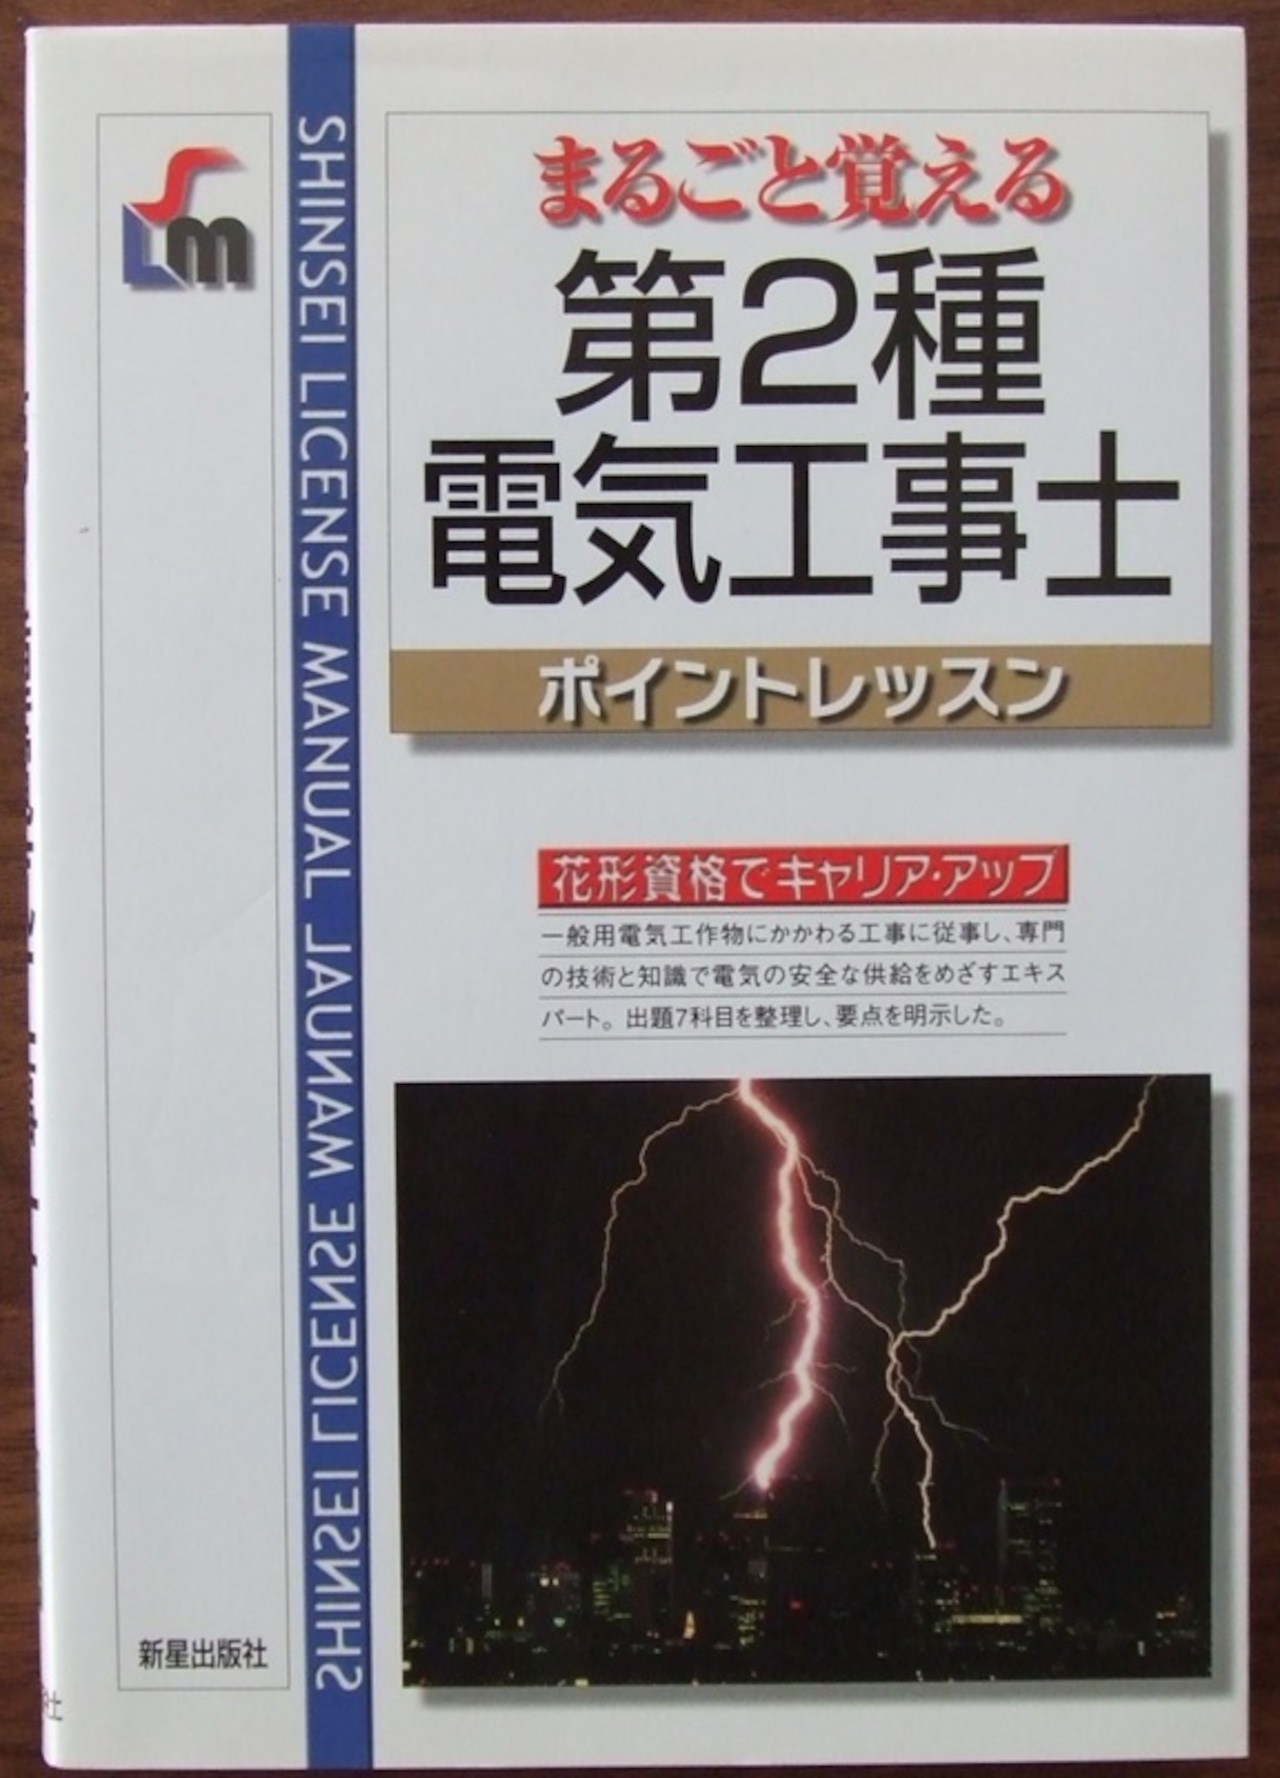 まるごと覚える
第2種
電気工事士
ポイントレッスン
花形資格でキャリア・アップ
一般用電気工作物にかかわる工事に従事し、専門
の技術と知識で電気の安全な供給をめざすエキス
パート。出題7科目を整理し、要点を明示した。
Sm
SHINSEI LICENSE MANUAL
SHINSEI LICENSE MANUAL
新星出版社